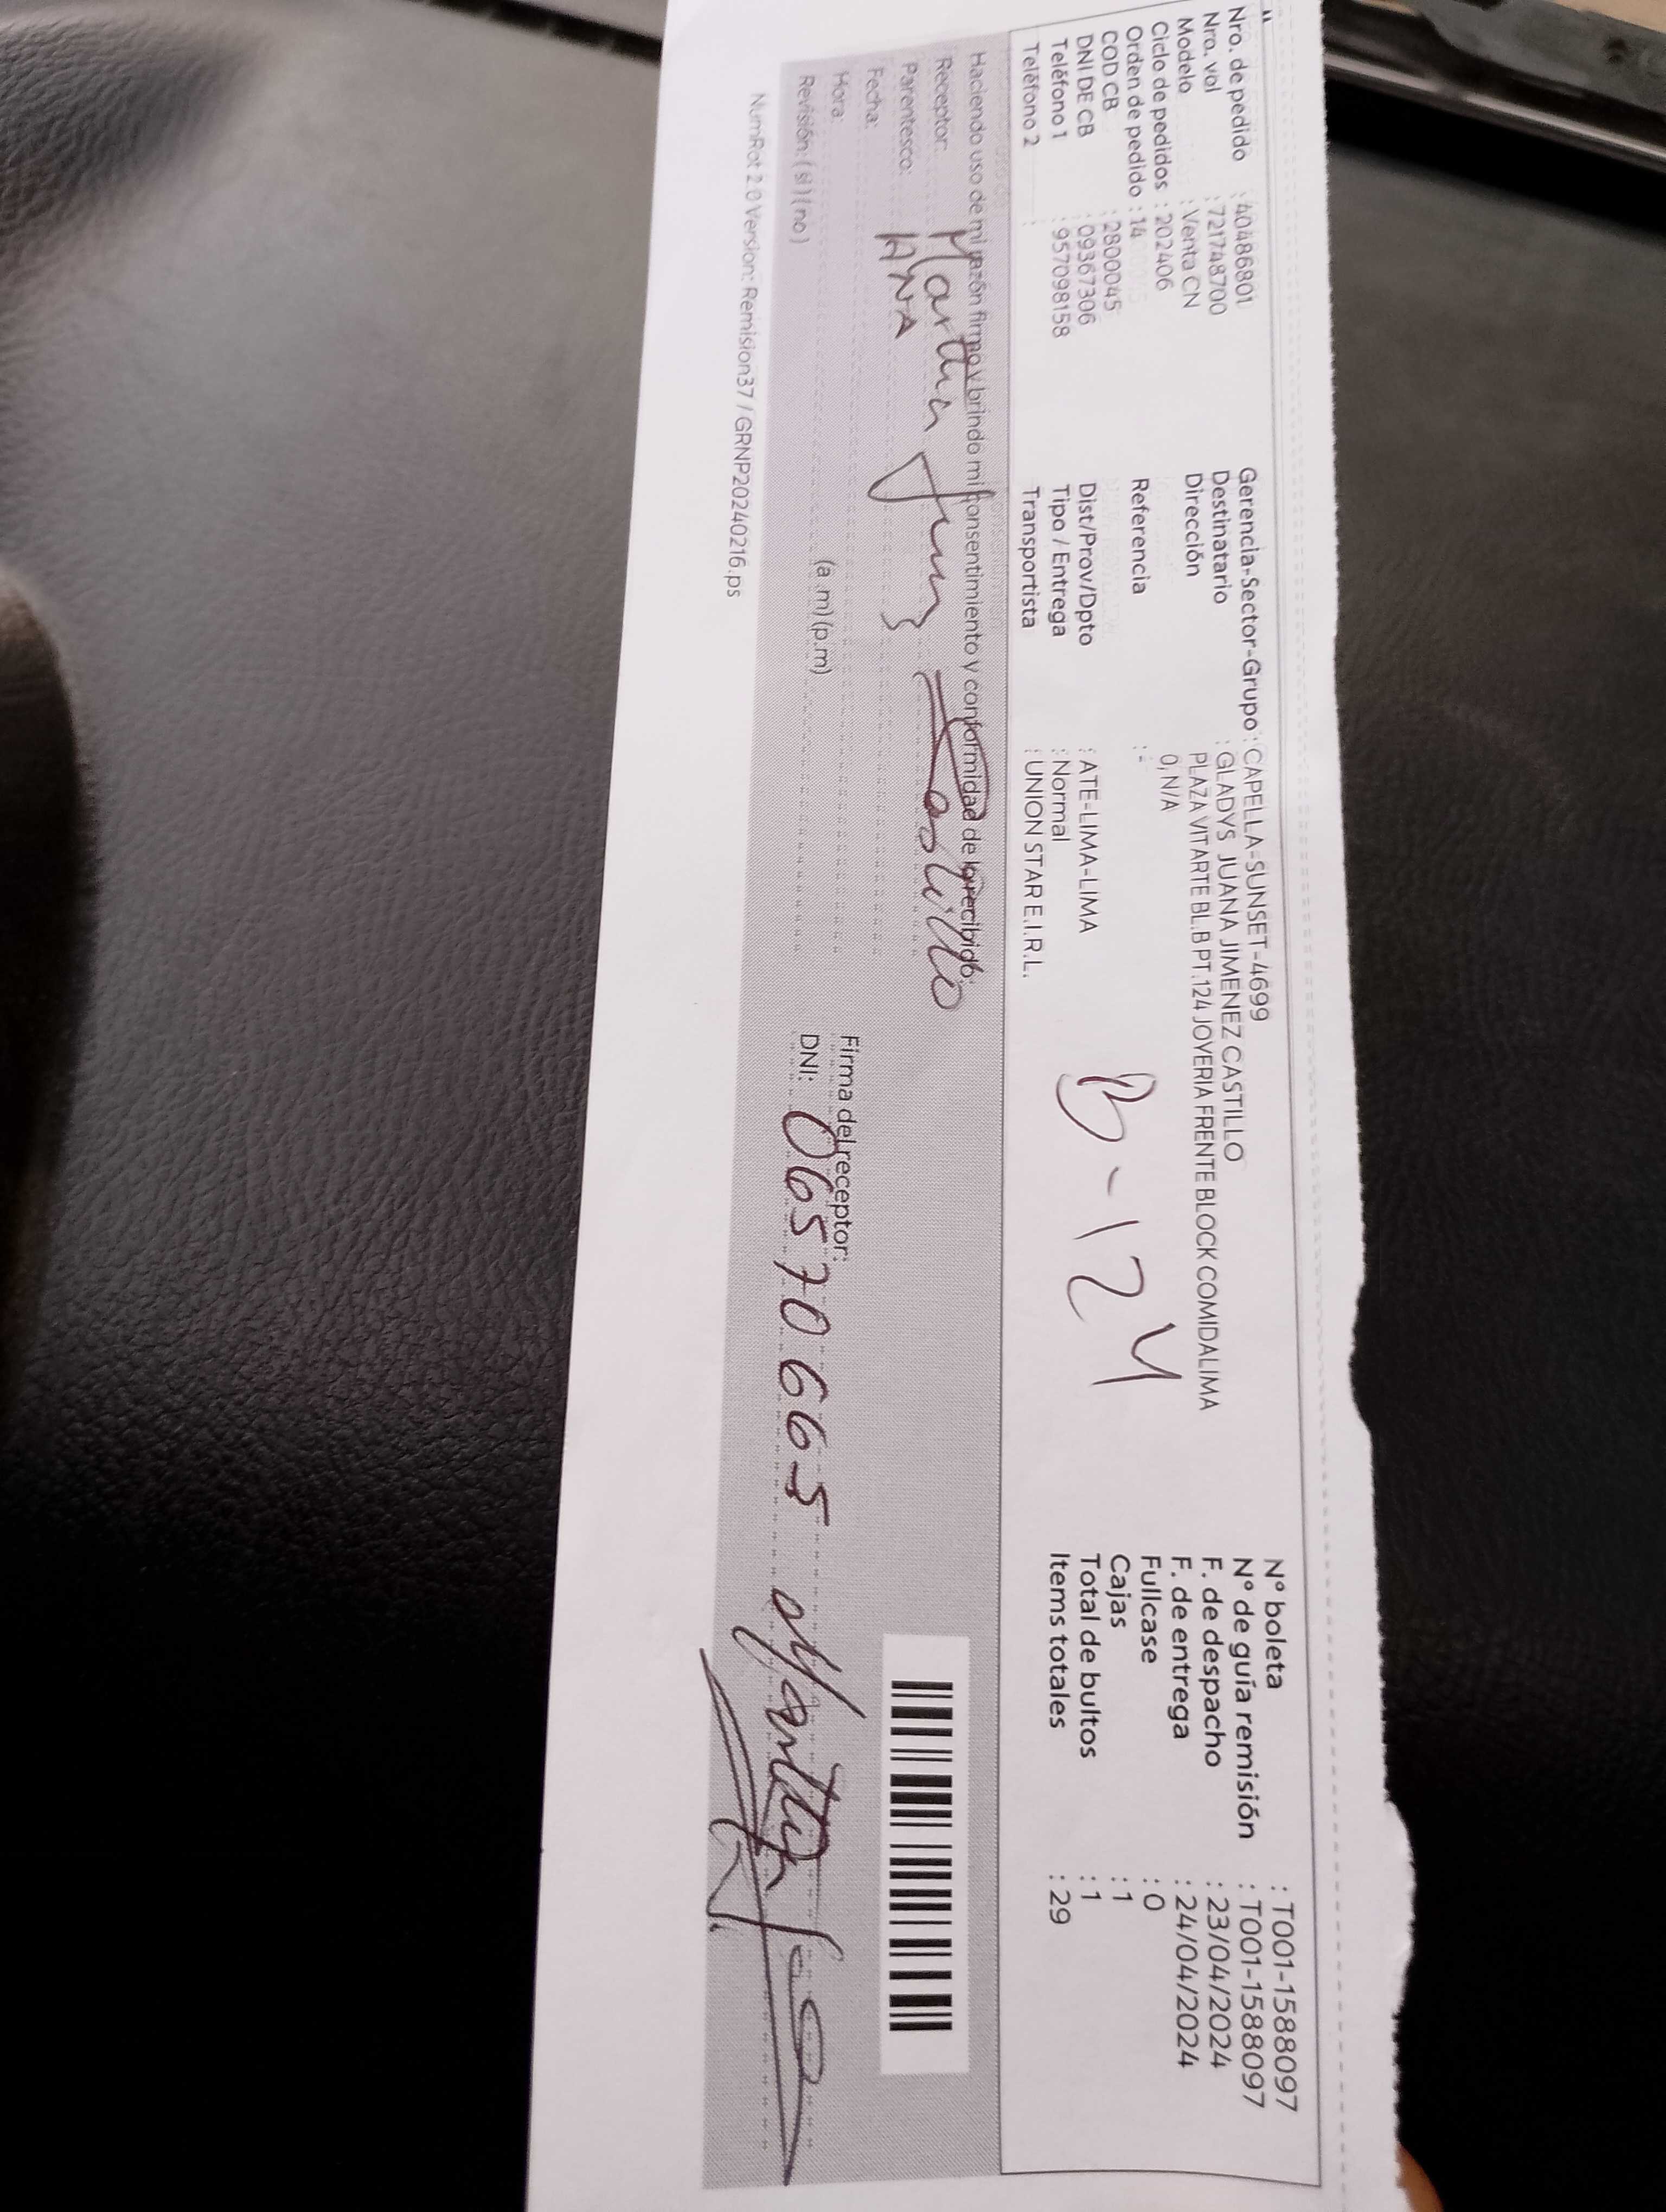 Nro. de pedido : 40486801
Nro. vol : 721748700
Modelo : Venta CN
Ciclo de pedidos : 202406
Orden de pedido : 14
COD CB : 2800045
DNI DE CB : 09367306
Teléfono 1 : 957098158
Teléfono 2 :
Gerencia-Sector-Grupo : CAPELLA-SUNSET-4699
Destinatario : GLADYS JUANA JIMENEZ CASTILLO
Dirección PLAZA VITARTE BL.B PT.124 JOYERIA FRENTE BLOCK COMIDALIMA
0, N/A
Referencia : -
Dist/Prov/Dpto : ATE-LIMA-LIMA
Tipo / Entrega : Normal
Transportista : UNION STAR E.I.R.L.
B-124
N° boleta : T001-1588097
N° de guía remisión : T001-1588097
F. de despacho : 23/04/2024
F. de entrega : 24/04/2024
Fullcase : 0
Cajas : 1
Total de bultos : 1
Items totales : 29
Haciendo uso de mi razón firmo y brindo mi consentimiento y conformidad de lo recibido:
Receptor: Martha Castillo
Parentesco:
Fecha:
Hora: (a.m) (p.m)
Revisión: (si) (no)
Firma del receptor:
DNI: 06570665
NumRot 2.0 Version: Remision37 / GRNP20240216.ps